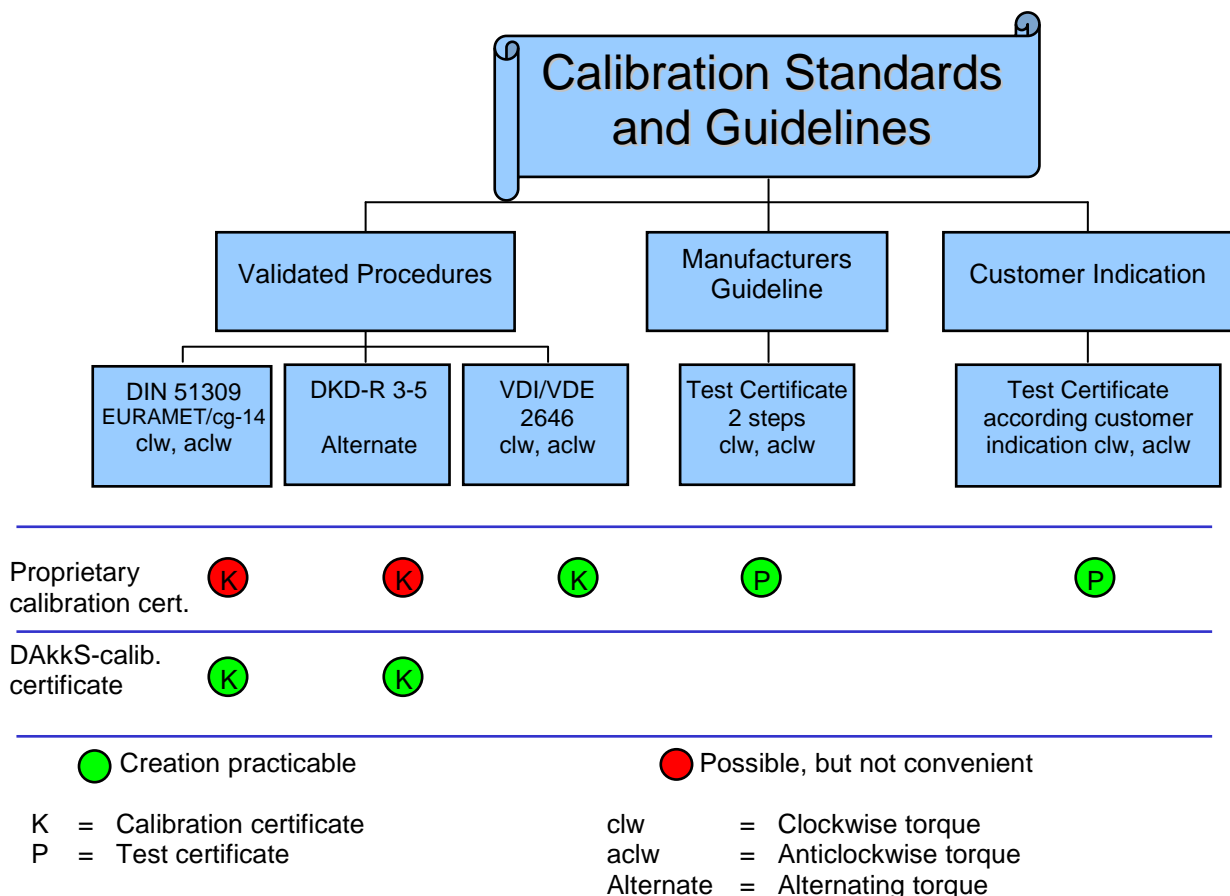 Calibration Standards
and Guidelines
Validated Procedures
Manufacturers
Guideline
Customer Indication
DIN 51309
EURAMET/cg-14
clw, aclw
DKD-R 3-5
Alternate
VDI/VDE
2646
clw, aclw
Test Certificate
2 steps
clw, aclw
Test Certificate
according customer
indication clw, aclw
Proprietary
calibration cert.
K K K P P
DAkkS-calib.
certificate
K K
Creation practicable
Possible, but not convenient
K = Calibration certificate
P = Test certificate
clw = Clockwise torque
aclw = Anticlockwise torque
Alternate = Alternating torque